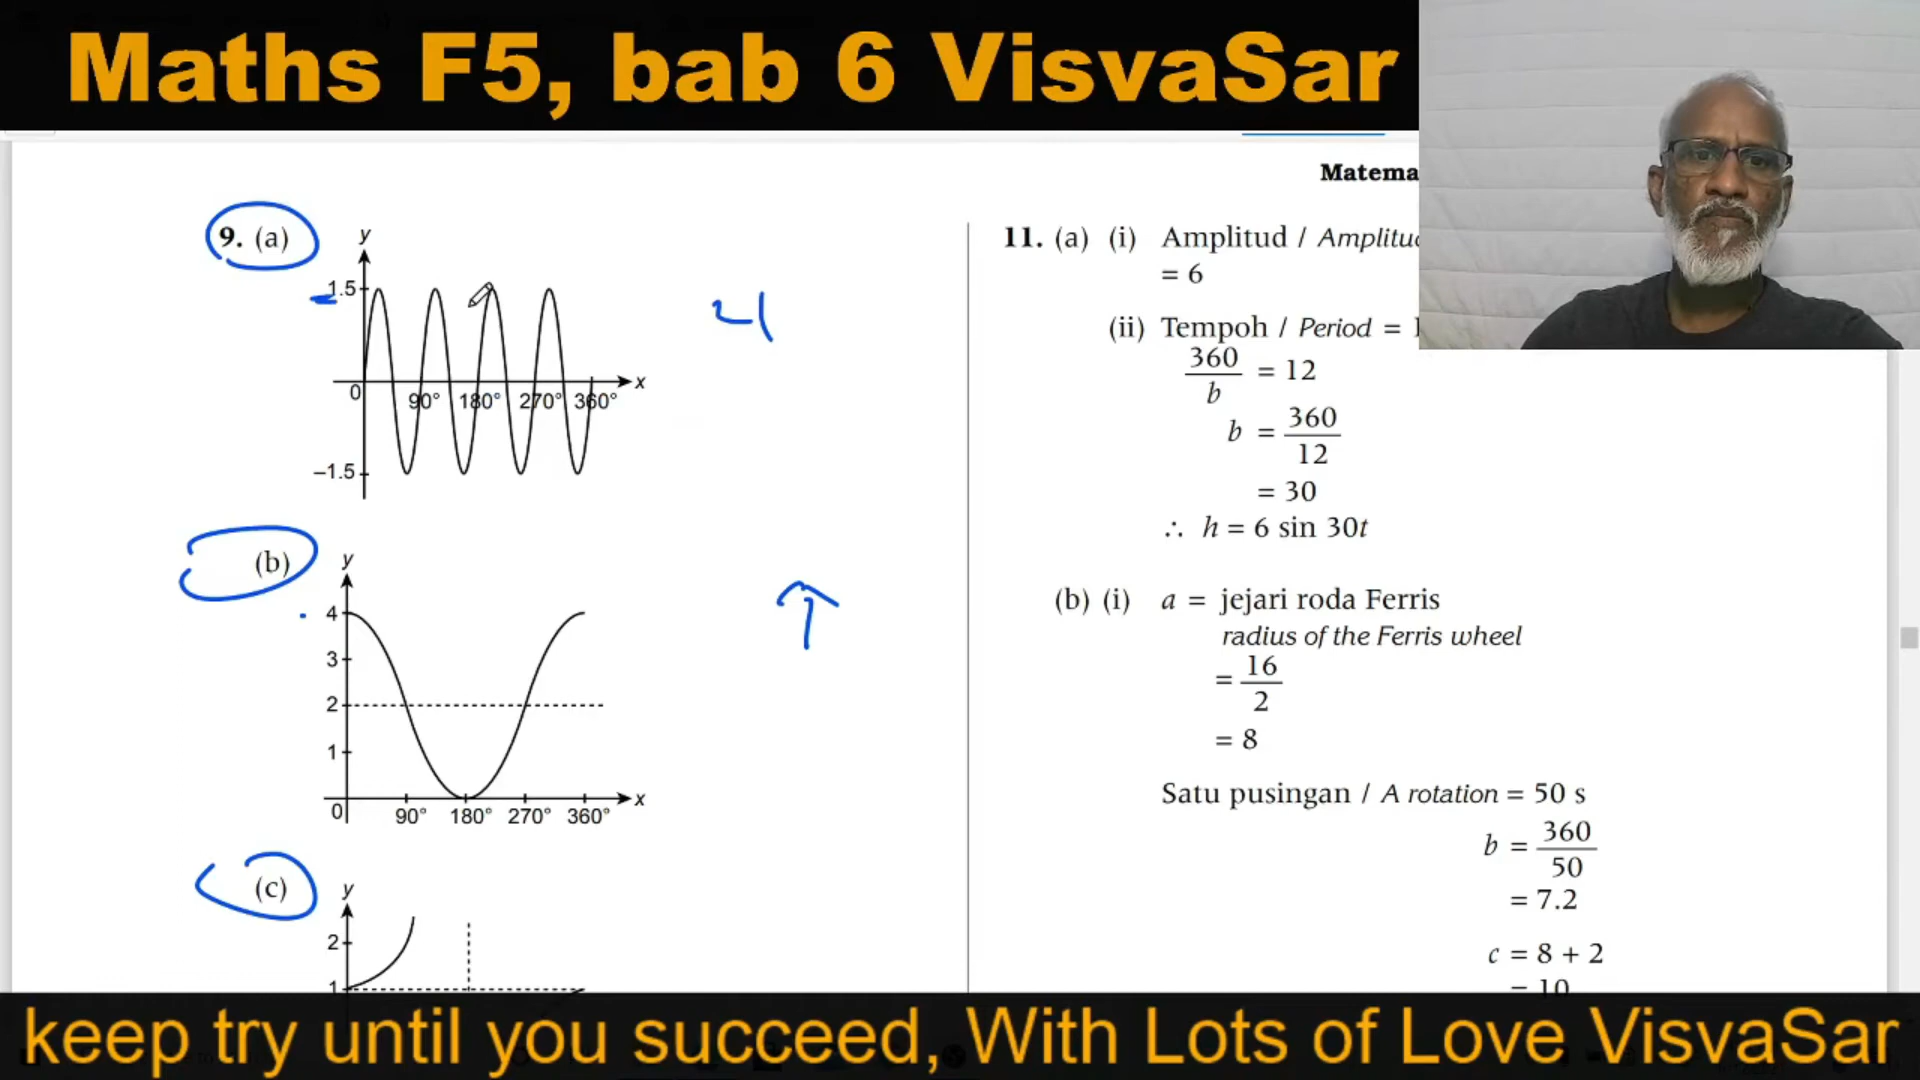 Maths F5, bab 6 VisvaSar
Matema
9. (a)
y
1.5
0
90° 180° 270° 360°
x
–1.5
4
(b)
y
4
3
2
1
0
90° 180° 270° 360°
x
(c)
y
2
1
11. (a) (i) Amplitud / Amplitu
= 6
(ii) Tempoh / Period =
360/b = 12
b = 360/12
= 30
∴ h = 6 sin 30t
(b) (i) a = jejari roda Ferris
radius of the Ferris wheel
= 16/2
= 8
Satu pusingan / A rotation = 50 s
b = 360/50
= 7.2
c = 8 + 2
= 10
keep try until you succeed, With Lots of Love VisvaSar